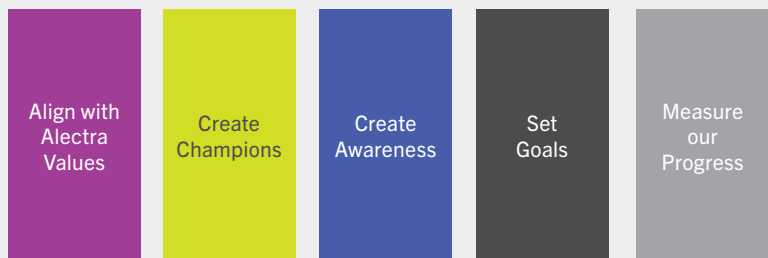 Align with
Alectra
Values
Create
Champions
Create
Awareness
Set
Goals
Measure
our
Progress